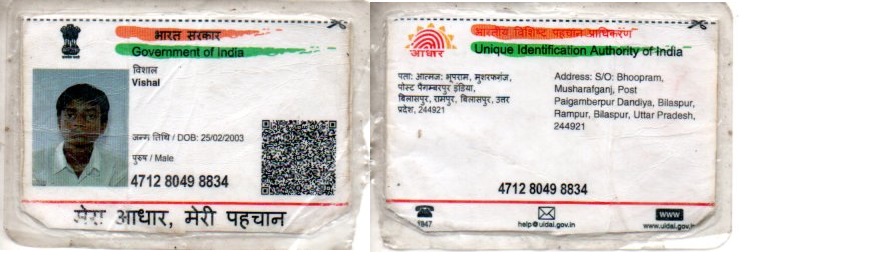 भारत सरकार
Government of India
विशाल
Vishal
जन्म तिथि / DOB: 25/02/2003
पुरुष / Male
4712 8049 8834
मेरा आधार, मेरी पहचान
भारतीय विशिष्ट पहचान प्राधिकरण
आधार
Unique Identification Authority of India
पता: आत्मज: भूपराम, मुशरफगंज,
पोस्ट पैगम्बरपुर डंडिया,
बिलासपुर, रामपुर, बिलासपुर, उत्तर
प्रदेश, 244921
Address: S/O: Bhoopram,
Musharafganj, Post
Paigamberpur Dandiya, Bilaspur,
Rampur, Bilaspur, Uttar Pradesh,
244921
4712 8049 8834
1947
help@uidai.gov.in
www
www.uidai.gov.in